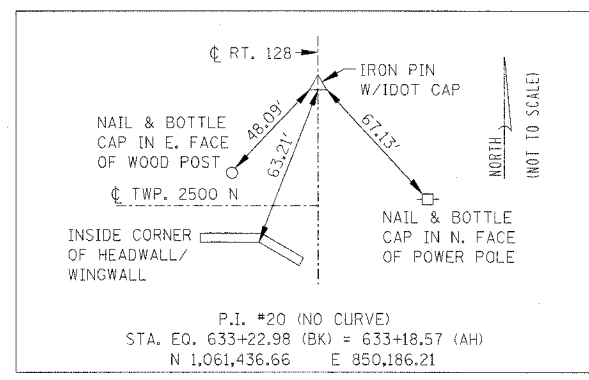 ℄ RT. 128
IRON PIN
W/IDOT CAP
NAIL & BOTTLE
CAP IN E. FACE
OF WOOD POST
48.09'
63.21'
67.13'
NORTH
(NOT TO SCALE)
℄ TWP. 2500 N
INSIDE CORNER
OF HEADWALL/
WINGWALL
NAIL & BOTTLE
CAP IN N. FACE
OF POWER POLE
P.I. #20 (NO CURVE)
STA. EQ. 633+22.98 (BK) = 633+18.57 (AH)
N 1,061,436.66 E 850,186.21